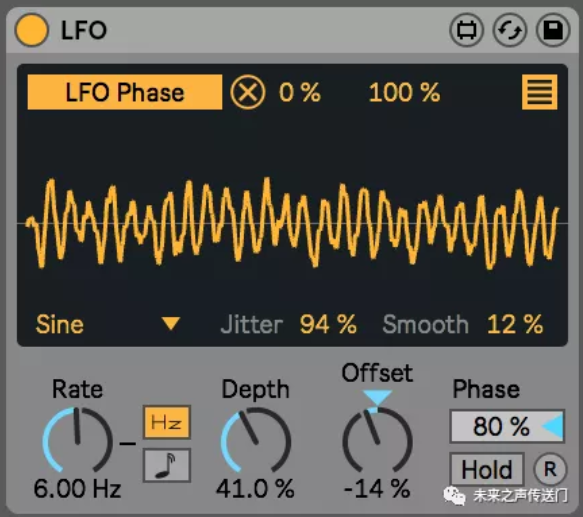 LFO
LFO Phase 0 % 100 %
Sine Jitter 94 % Smooth 12 %
Rate Depth Offset Phase
Hz 80 %
6.00 Hz 41.0 % -14 % Hold R
未来之声传送门